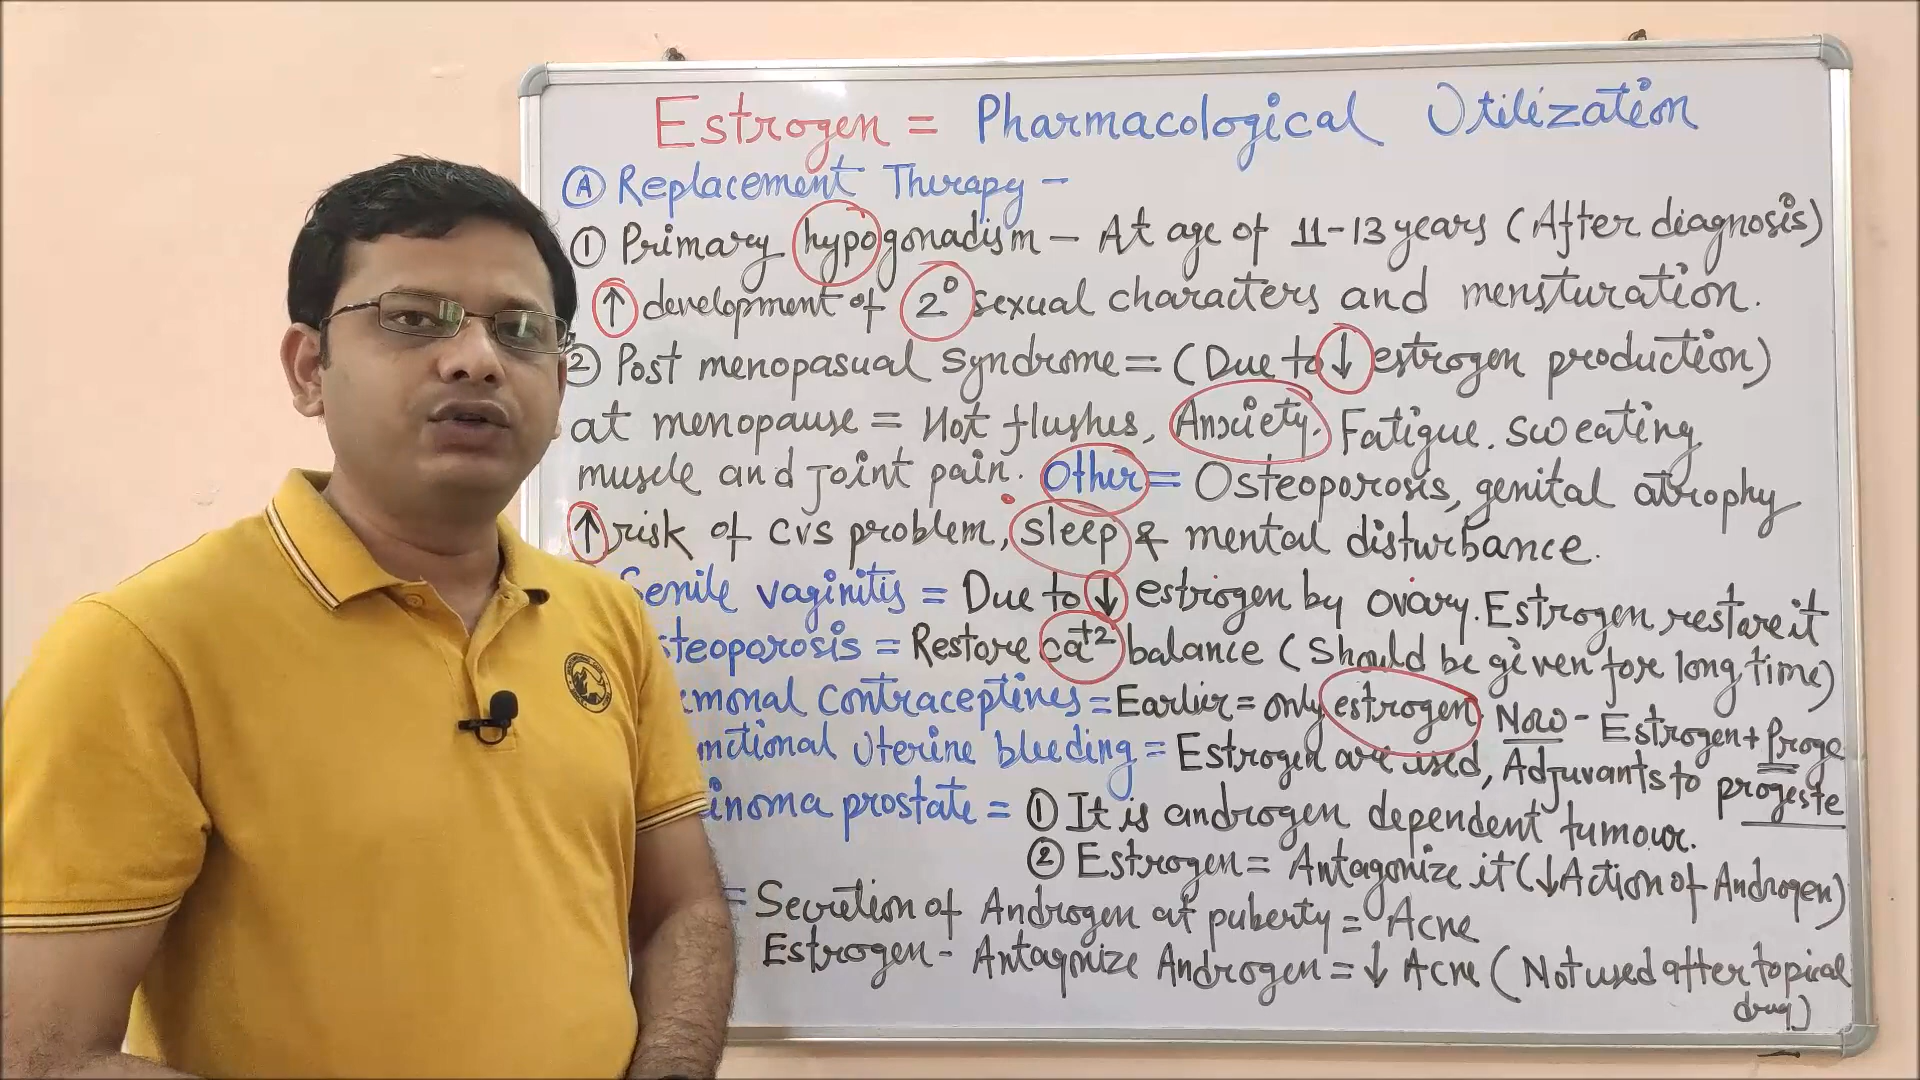 Estrogen = Pharmacological Utilization
Ⓐ Replacement Therapy -
① Primary hypogonadism - At age of 11-13 years (After diagnosis)
↑ development of 2° sexual characters and mensturation.
② Post menopasual syndrome = (Due to ↓ estrogen production)
at menopause = Hot flushes, Anxiety, Fatigue. sweating
muscle and joint pain. Other = Osteoporosis, genital atrophy
↑ risk of CVS problem, sleep & mental disturbance.
Senile vaginitis = Due to ↓ estrogen by ovary. Estrogen restore it
steoporosis = Restore Ca+2 balance (Should be given for long time)
rmonal contraceptines = Earlier = only estrogen. Now - Estrogen + Proge
nctional uterine bleeding = Estrogen are used, Adjuvants to progeste
inoma prostate = ① It is androgen dependent tumour.
② Estrogen = Antagonize it (↓ Action of Androgen)
= Secretion of Androgen at puberty = Acne
Estrogen - Antagonize Androgen = ↓ Acne (Not used after topical
drug)